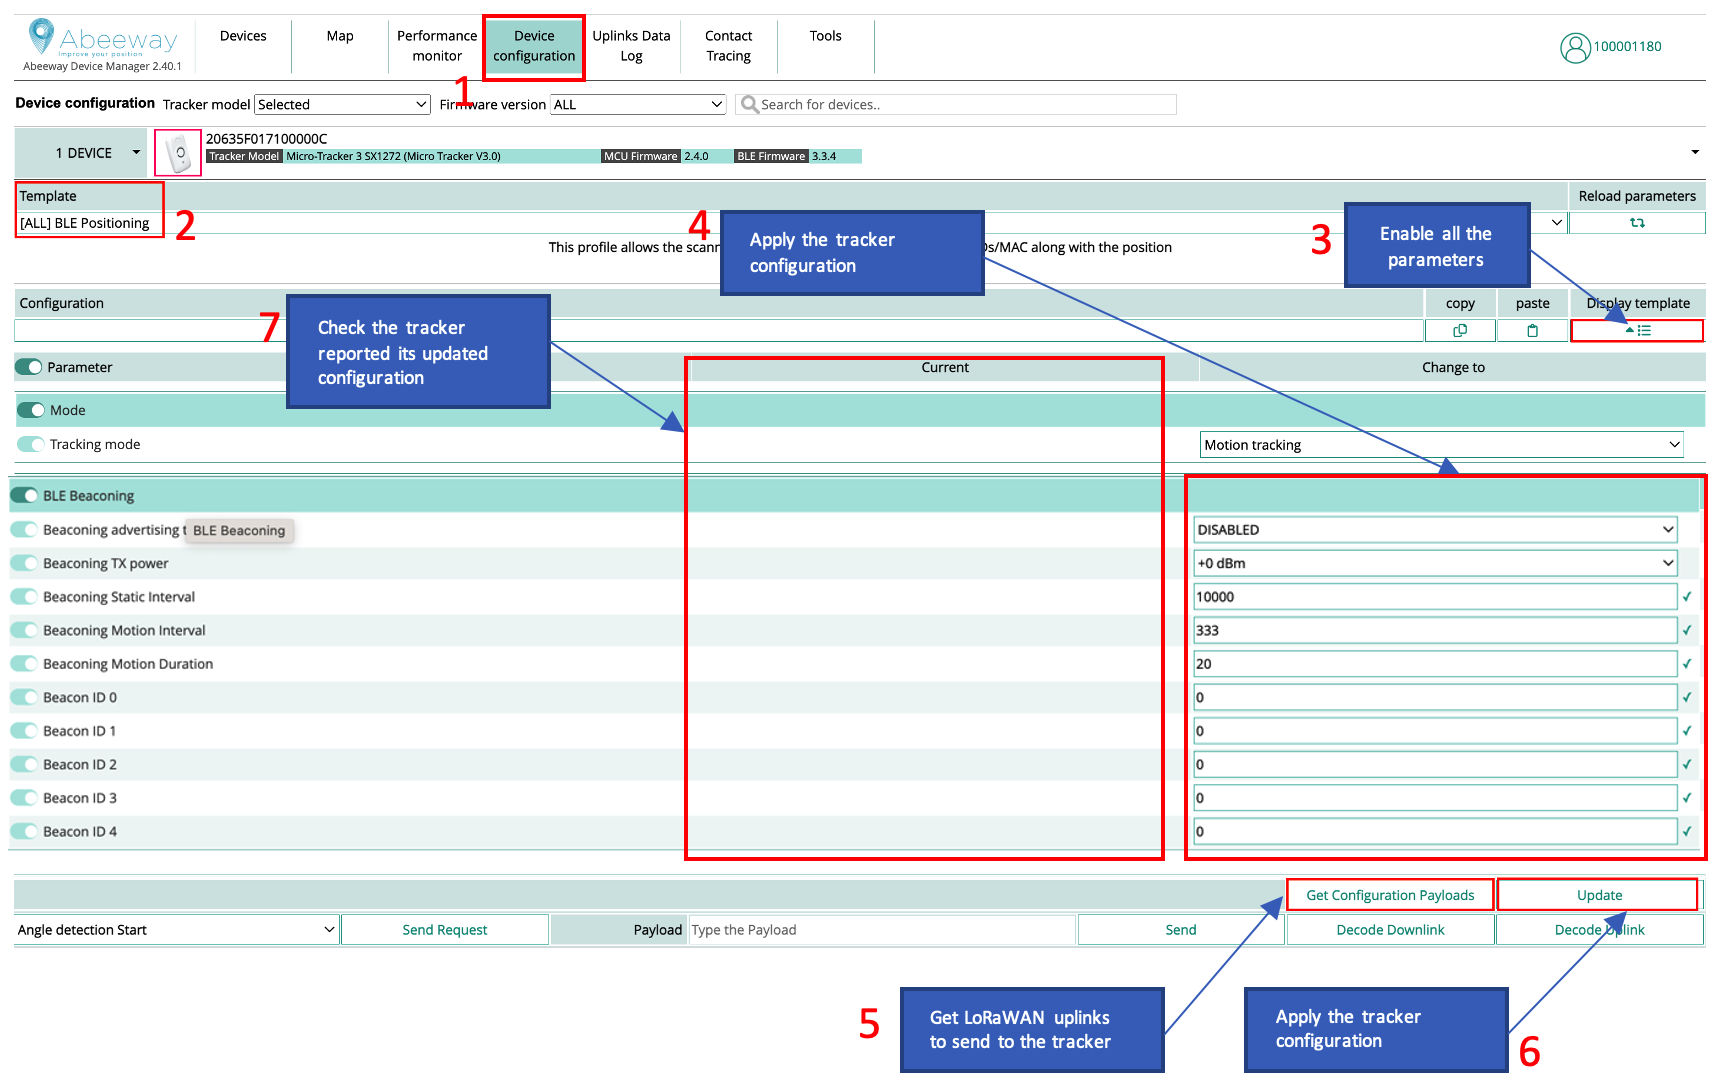 Abeeway
Improve your position
Abeeway Device Manager 2.40.1
Devices
Map
Performance
monitor
Device
configuration
Uplinks Data
Log
Contact
Tracing
Tools
100001180
1
Device configuration Tracker model Selected Firmware version ALL Search for devices..
1 DEVICE
20635F017100000C
Tracker Model Micro-Tracker 3 SX1272 (Micro Tracker V3.0) MCU Firmware 2.4.0 BLE Firmware 3.3.4
Template
Reload parameters
[ALL] BLE Positioning
2
4
Apply the tracker
configuration
3
Enable all the
parameters
This profile allows the scann
s/MAC along with the position
Configuration
copy
paste
Display template
7
Check the tracker
reported its updated
configuration
Parameter
Current
Change to
Mode
Tracking mode
Motion tracking
BLE Beaconing
Beaconing advertising t
BLE Beaconing
DISABLED
Beaconing TX power
+0 dBm
Beaconing Static Interval
10000
Beaconing Motion Interval
333
Beaconing Motion Duration
20
Beacon ID 0
0
Beacon ID 1
0
Beacon ID 2
0
Beacon ID 3
0
Beacon ID 4
0
Get Configuration Payloads
Update
Angle detection Start
Send Request
Payload
Type the Payload
Send
Decode Downlink
Decode Uplink
5
Get LoRaWAN uplinks
to send to the tracker
Apply the tracker
configuration
6